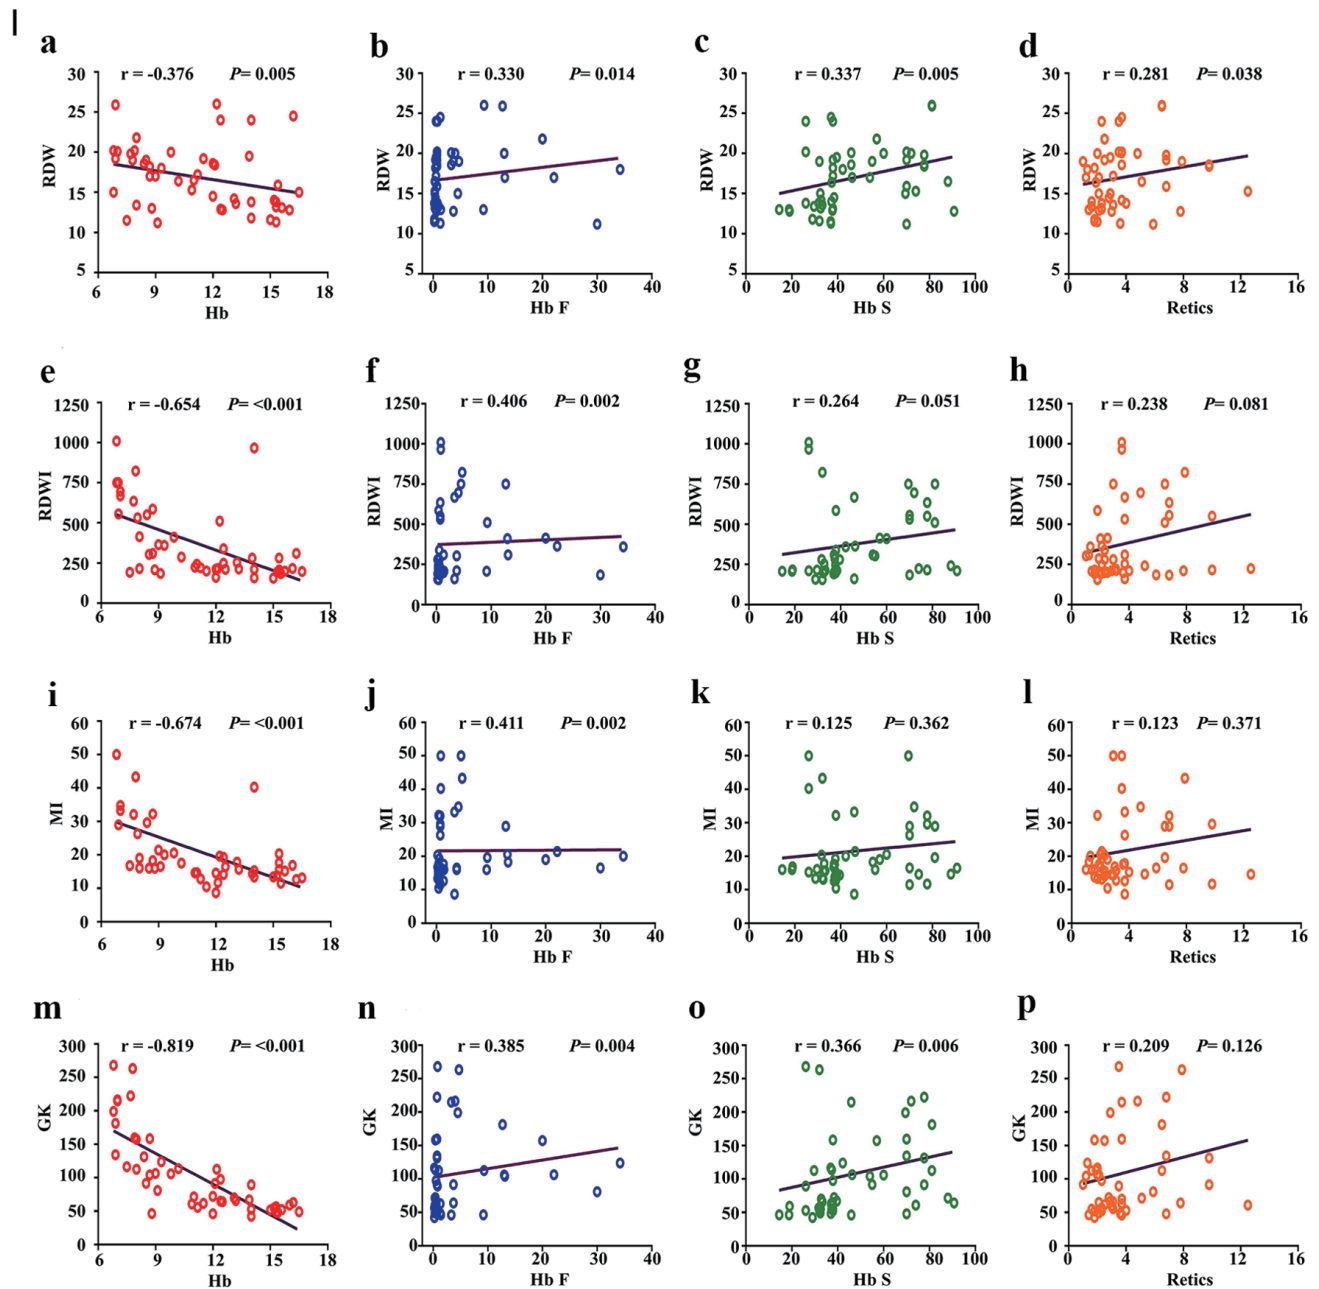 I
a
b
c
d
r = -0.376 P= 0.005
r = 0.330 P= 0.014
r = 0.337 P= 0.005
r = 0.281 P= 0.038
30
25
20
15
10
5
RDW
6 9 12 15 18
Hb
30
25
20
15
10
5
RDW
0 10 20 30 40
Hb F
30
25
20
15
10
5
RDW
0 20 40 60 80 100
Hb S
30
25
20
15
10
5
RDW
0 4 8 12 16
Retics
e
f
g
h
r = -0.654 P= <0.001
r = 0.406 P= 0.002
r = 0.264 P= 0.051
r = 0.238 P= 0.081
1250
1000
750
500
250
0
RDWI
6 9 12 15 18
Hb
1250
1000
750
500
250
0
RDWI
0 10 20 30 40
Hb F
1250
1000
750
500
250
0
RDWI
0 20 40 60 80 100
Hb S
1250
1000
750
500
250
0
RDWI
0 4 8 12 16
Retics
i
j
k
l
r = -0.674 P= <0.001
r = 0.411 P= 0.002
r = 0.125 P= 0.362
r = 0.123 P= 0.371
60
50
40
30
20
10
0
MI
6 9 12 15 18
Hb
60
50
40
30
20
10
0
MI
0 10 20 30 40
Hb F
60
50
40
30
20
10
0
MI
0 20 40 60 80 100
Hb S
60
50
40
30
20
10
0
MI
0 4 8 12 16
Retics
m
n
o
p
r = -0.819 P= <0.001
r = 0.385 P= 0.004
r = 0.366 P= 0.006
r = 0.209 P= 0.126
300
250
200
150
100
50
0
GK
6 9 12 15 18
Hb
300
250
200
150
100
50
0
GK
0 10 20 30 40
Hb F
300
250
200
150
100
50
0
GK
0 20 40 60 80 100
Hb S
300
250
200
150
100
50
0
GK
0 4 8 12 16
Retics